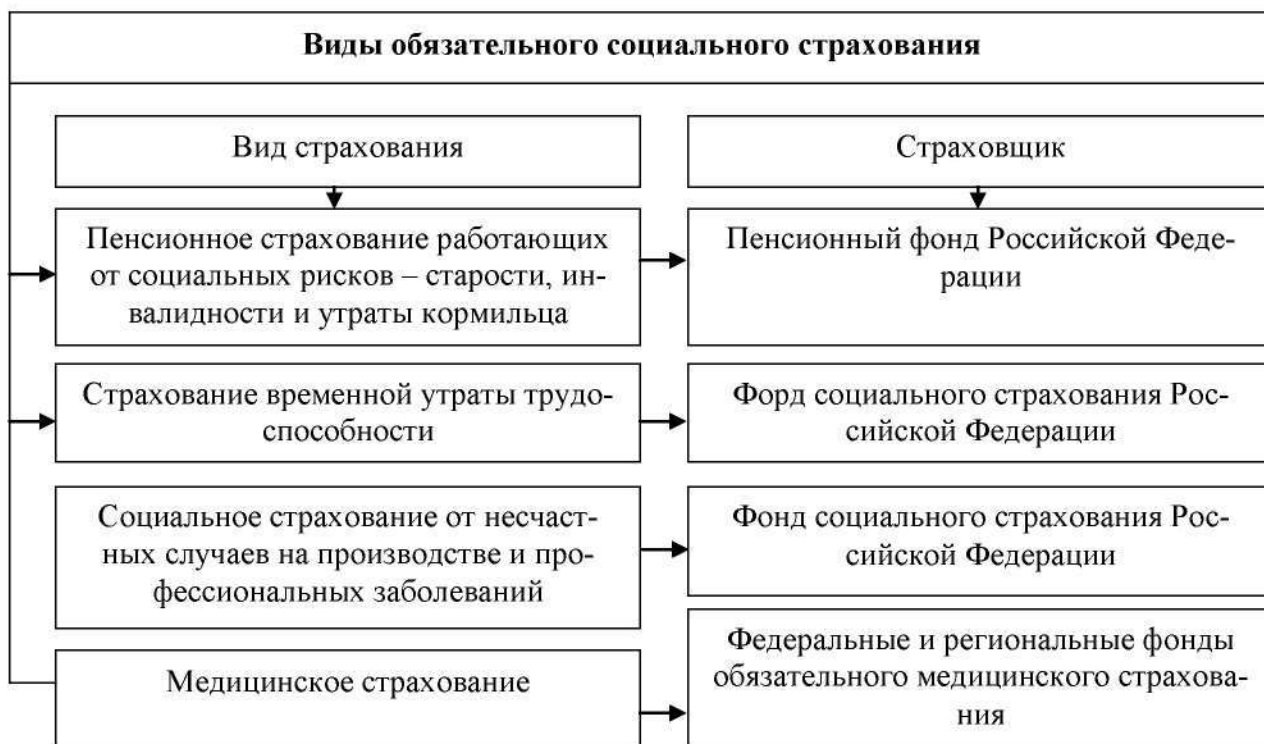 Виды обязательного социального страхования
Вид страхования
Страховщик
Пенсионное страхование работающих
от социальных рисков – старости, ин-
валидности и утраты кормильца
Пенсионный фонд Российской Феде-
рации
Страхование временной утраты трудо-
способности
Форд социального страхования Рос-
сийской Федерации
Социальное страхование от несчаст-
ных случаев на производстве и про-
фессиональных заболеваний
Фонд социального страхования Рос-
сийской Федерации
Медицинское страхование
Федеральные и региональные фонды
обязательного медицинского страхова-
ния